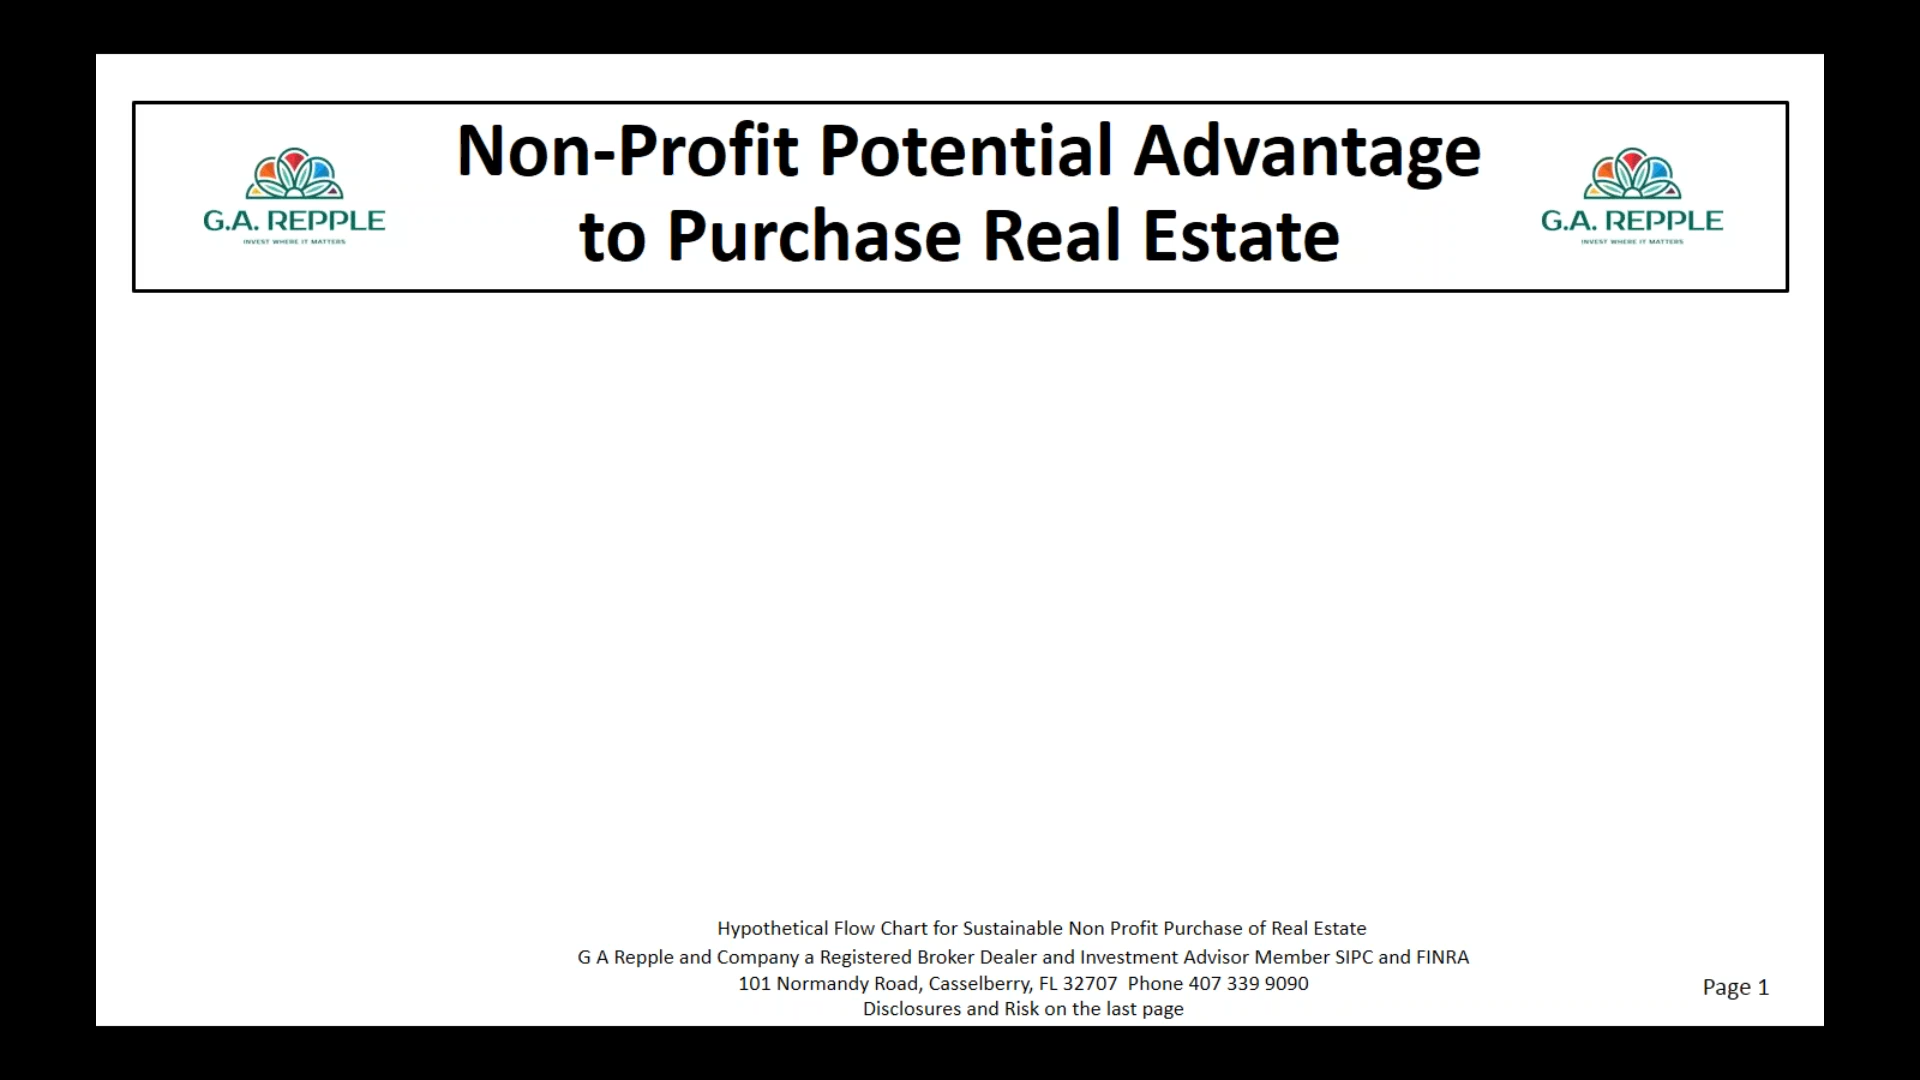 Non-Profit Potential Advantage
to Purchase Real Estate
G.A. REPPLE
INVEST WHERE IT MATTERS
G.A. REPPLE
INVEST WHERE IT MATTERS
Hypothetical Flow Chart for Sustainable Non Profit Purchase of Real Estate
G A Repple and Company a Registered Broker Dealer and Investment Advisor Member SIPC and FINRA
101 Normandy Road, Casselberry, FL 32707 Phone 407 339 9090
Disclosures and Risk on the last page
Page 1